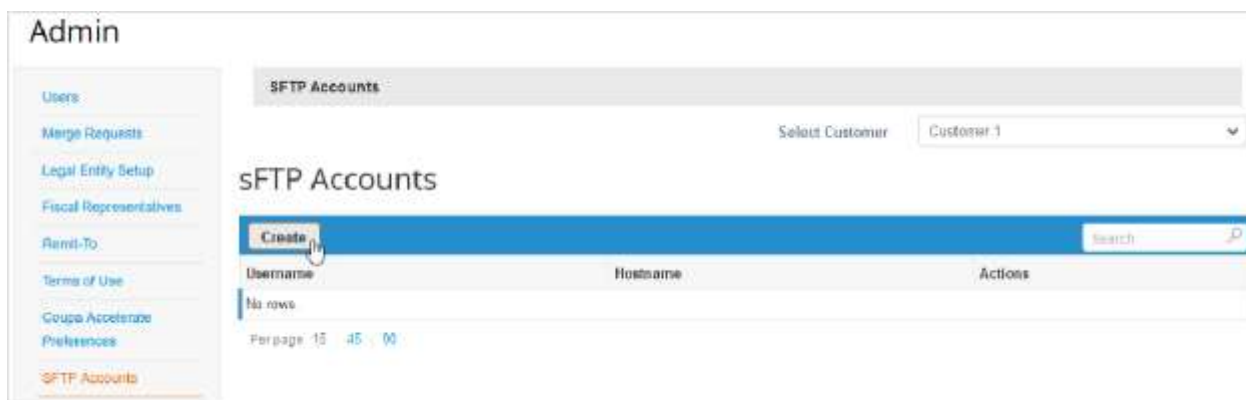 Admin
Users
Merge Requests
Legal Entity Setup
Fiscal Representatives
Remit-To
Terms of Use
Coupa Accelerate
Preferences
SFTP Accounts
SFTP Accounts
Select Customer Customer 1
sFTP Accounts
Create Search
Username Hostname Actions
No rows
Per page 15 45 90